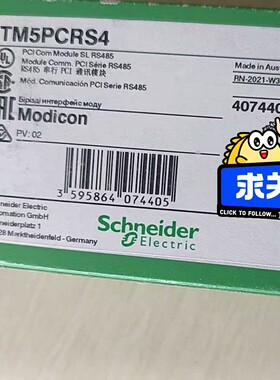 TM5PCRS4
PCI Com Module SL RS485
Module Comm. PCI Série RS485
RS485 串行 PCI 通讯模块
Mód. Comunicación PCI Serie RS485
Made in Aus
RN-2021-W3
407440
Modicon
PV: 02
求关
CLICK TO FOLLOW...
3 595864 074405
Schneider
Electric
neider Electric
omation GmbH
neiderplatz 1
28 Marktheidenfeld - Germany